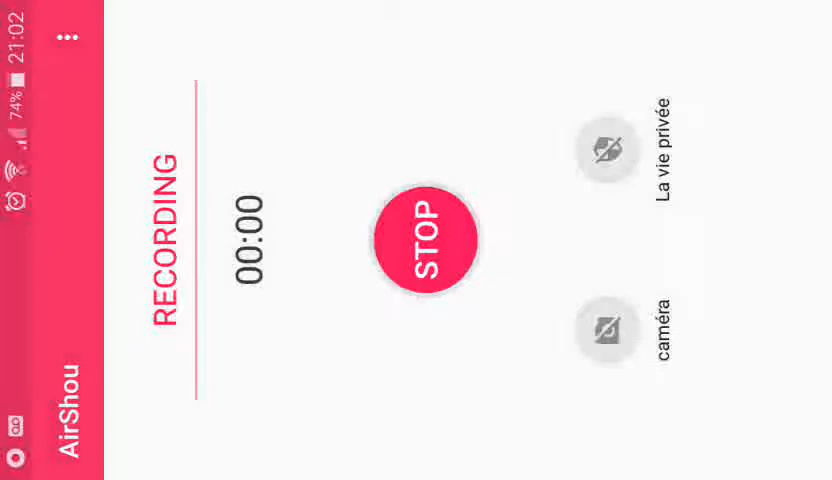 74% 21:02
AirShou
RECORDING
00:00
STOP
caméra
La vie privée